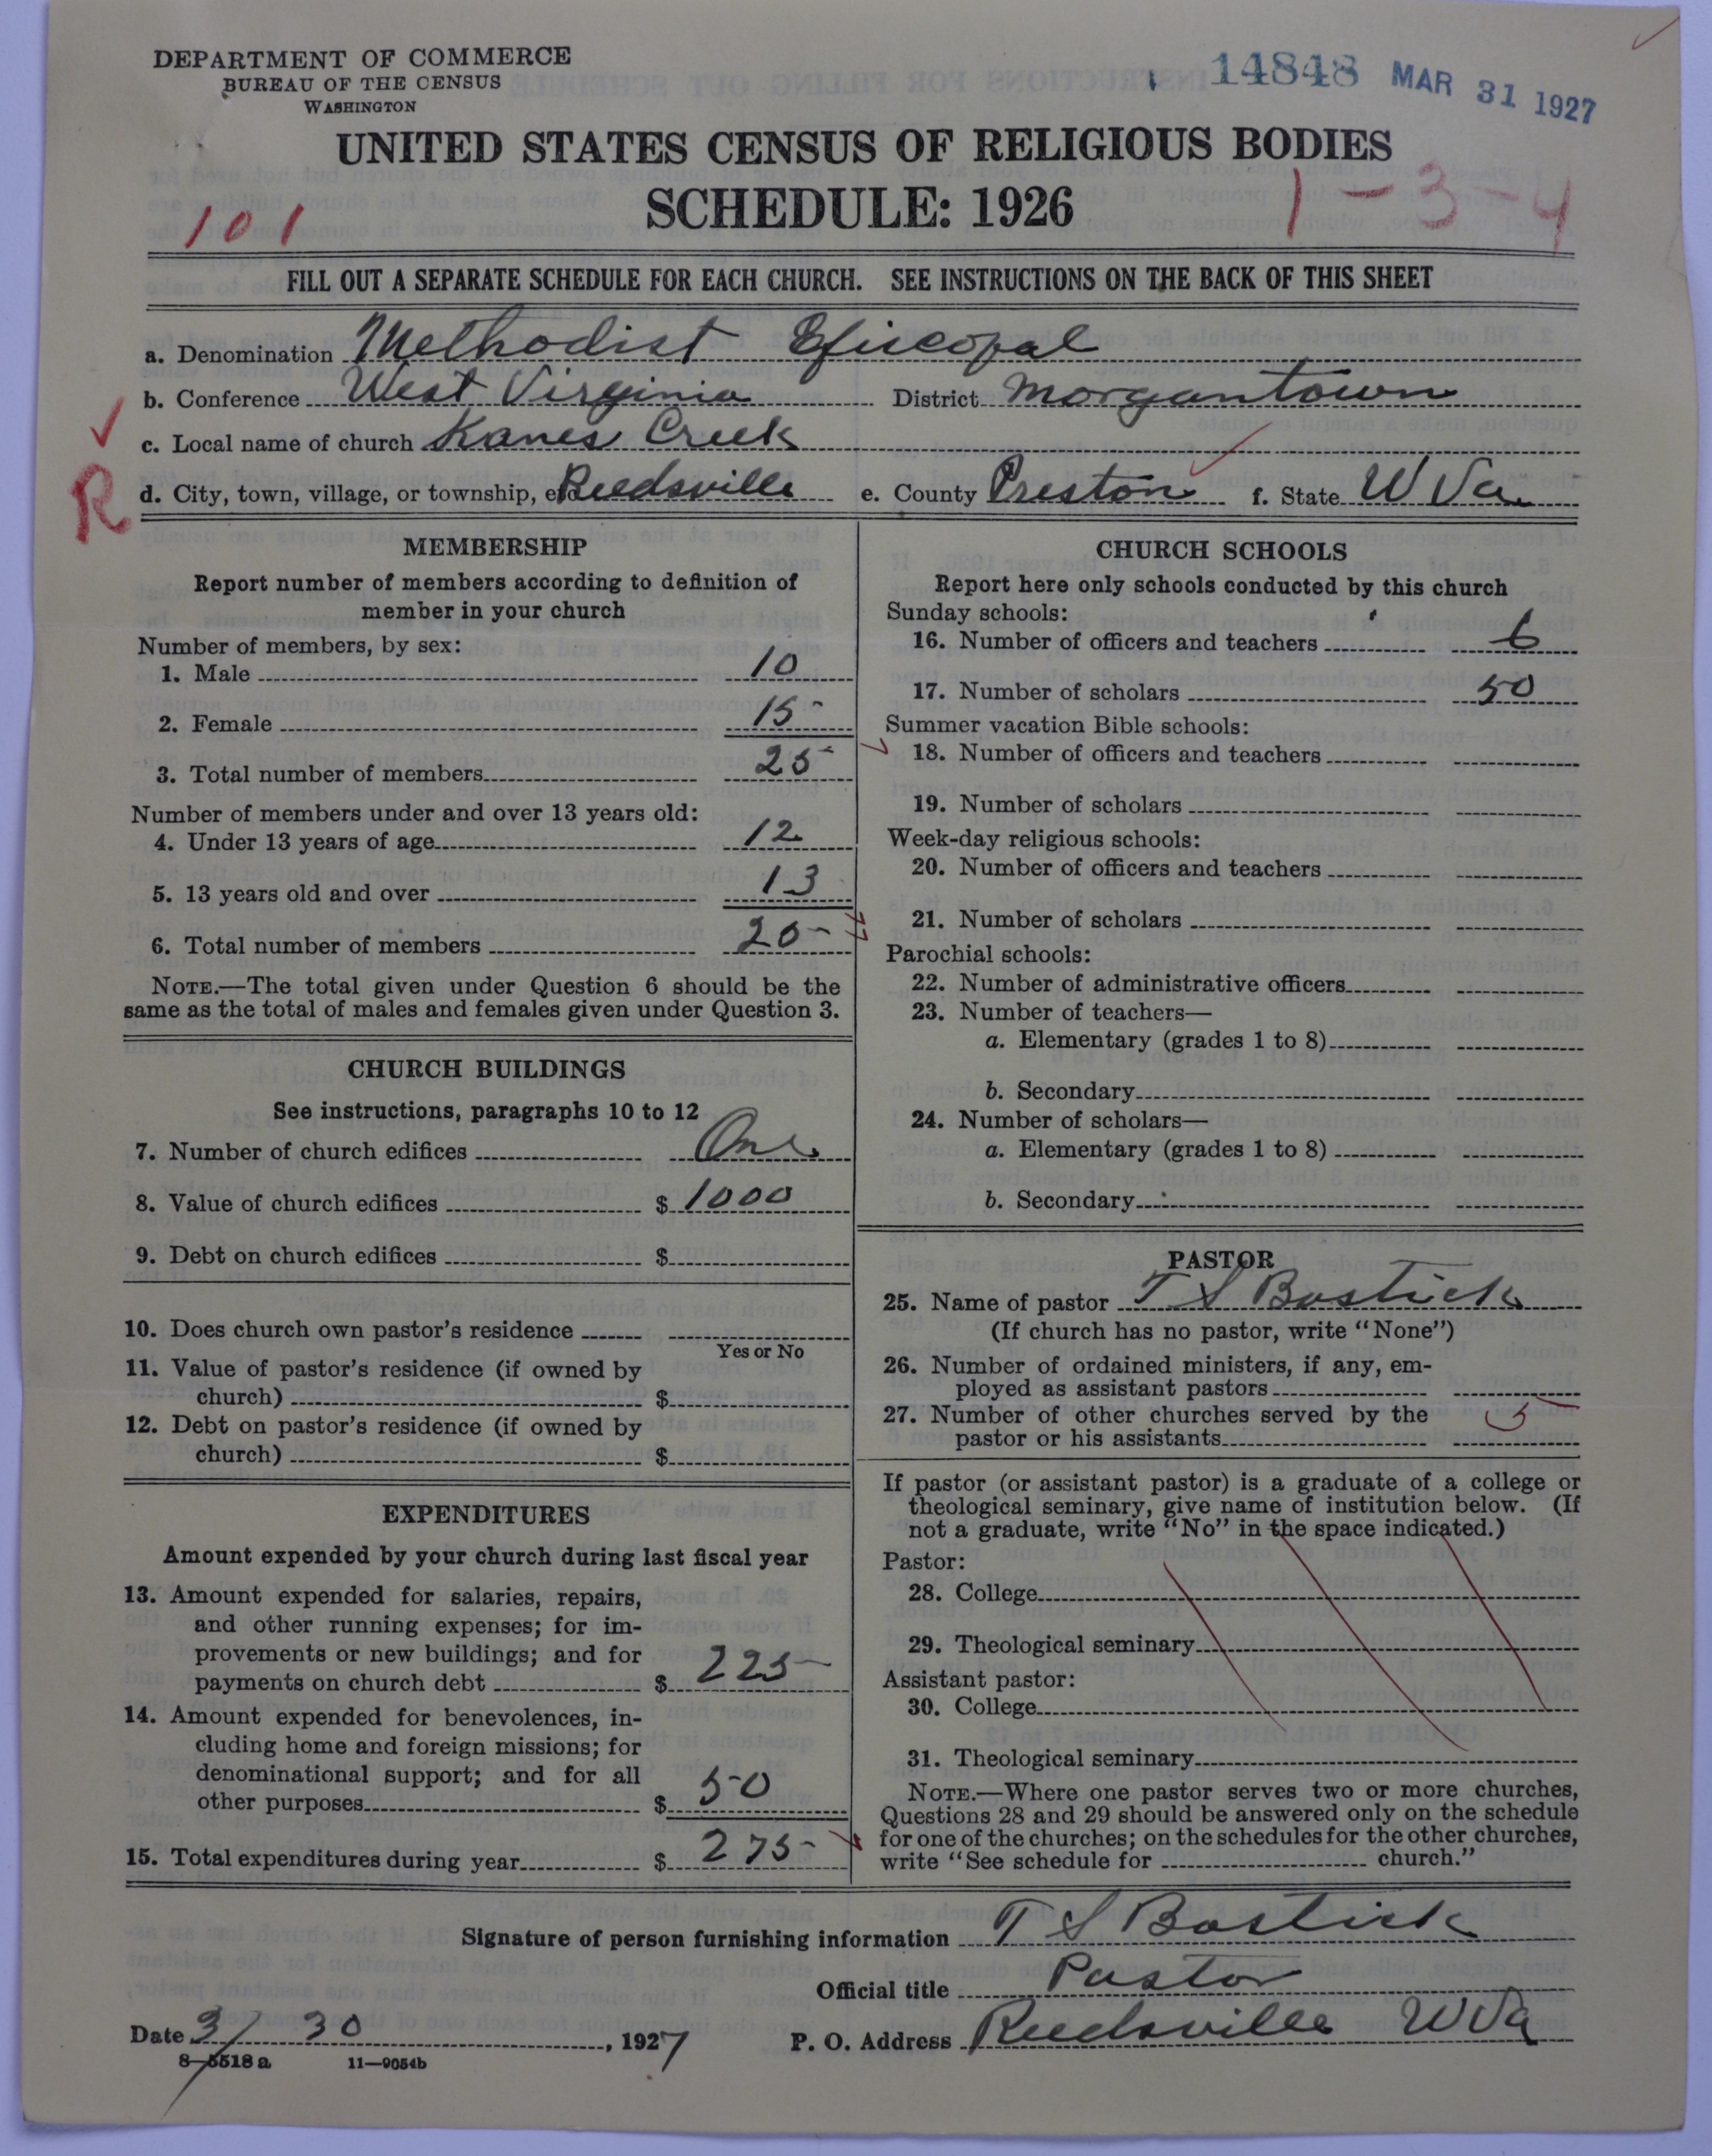 DEPARTMENT OF COMMERCE
BUREAU OF THE CENSUS
WASHINGTON
14848 MAR 31 1927
UNITED STATES CENSUS OF RELIGIOUS BODIES
SCHEDULE: 1926
101
1-3-4
FILL OUT A SEPARATE SCHEDULE FOR EACH CHURCH. SEE INSTRUCTIONS ON THE BACK OF THIS SHEET
a. Denomination Methodist Episcopal
b. Conference West Virginia District Morgantown
c. Local name of church Kanes Creek
R
d. City, town, village, or township, etc Reedsville e. County Preston f. State W Va
MEMBERSHIP
Report number of members according to definition of
member in your church
Number of members, by sex:
1. Male 10
2. Female 15
3. Total number of members 25
Number of members under and over 13 years old:
4. Under 13 years of age 12
5. 13 years old and over 13
6. Total number of members 25
NOTE.—The total given under Question 6 should be the
same as the total of males and females given under Question 3.
CHURCH BUILDINGS
See instructions, paragraphs 10 to 12
7. Number of church edifices One
8. Value of church edifices $ 1000
9. Debt on church edifices $
10. Does church own pastor's residence
Yes or No
11. Value of pastor's residence (if owned by
church) $
12. Debt on pastor's residence (if owned by
church) $
EXPENDITURES
Amount expended by your church during last fiscal year
13. Amount expended for salaries, repairs,
and other running expenses; for im-
provements or new buildings; and for
payments on church debt $ 225
14. Amount expended for benevolences, in-
cluding home and foreign missions; for
denominational support; and for all
other purposes $ 50
15. Total expenditures during year $ 275
CHURCH SCHOOLS
Report here only schools conducted by this church
Sunday schools:
16. Number of officers and teachers 6
17. Number of scholars 50
Summer vacation Bible schools:
18. Number of officers and teachers
19. Number of scholars
Week-day religious schools:
20. Number of officers and teachers
21. Number of scholars
Parochial schools:
22. Number of administrative officers
23. Number of teachers—
a. Elementary (grades 1 to 8)
b. Secondary
24. Number of scholars—
a. Elementary (grades 1 to 8)
b. Secondary
PASTOR
25. Name of pastor T S Bostick
(If church has no pastor, write "None")
26. Number of ordained ministers, if any, em-
ployed as assistant pastors
27. Number of other churches served by the 5
pastor or his assistants
If pastor (or assistant pastor) is a graduate of a college or
theological seminary, give name of institution below. (If
not a graduate, write "No" in the space indicated.)
Pastor:
28. College
29. Theological seminary
Assistant pastor:
30. College
31. Theological seminary
NOTE.—Where one pastor serves two or more churches,
Questions 28 and 29 should be answered only on the schedule
for one of the churches; on the schedules for the other churches,
write "See schedule for church."
Signature of person furnishing information T S Bostick
Official title Pastor
Date 3/30, 1927 P. O. Address Reedsville W Va
8—5518 a 11—9054b